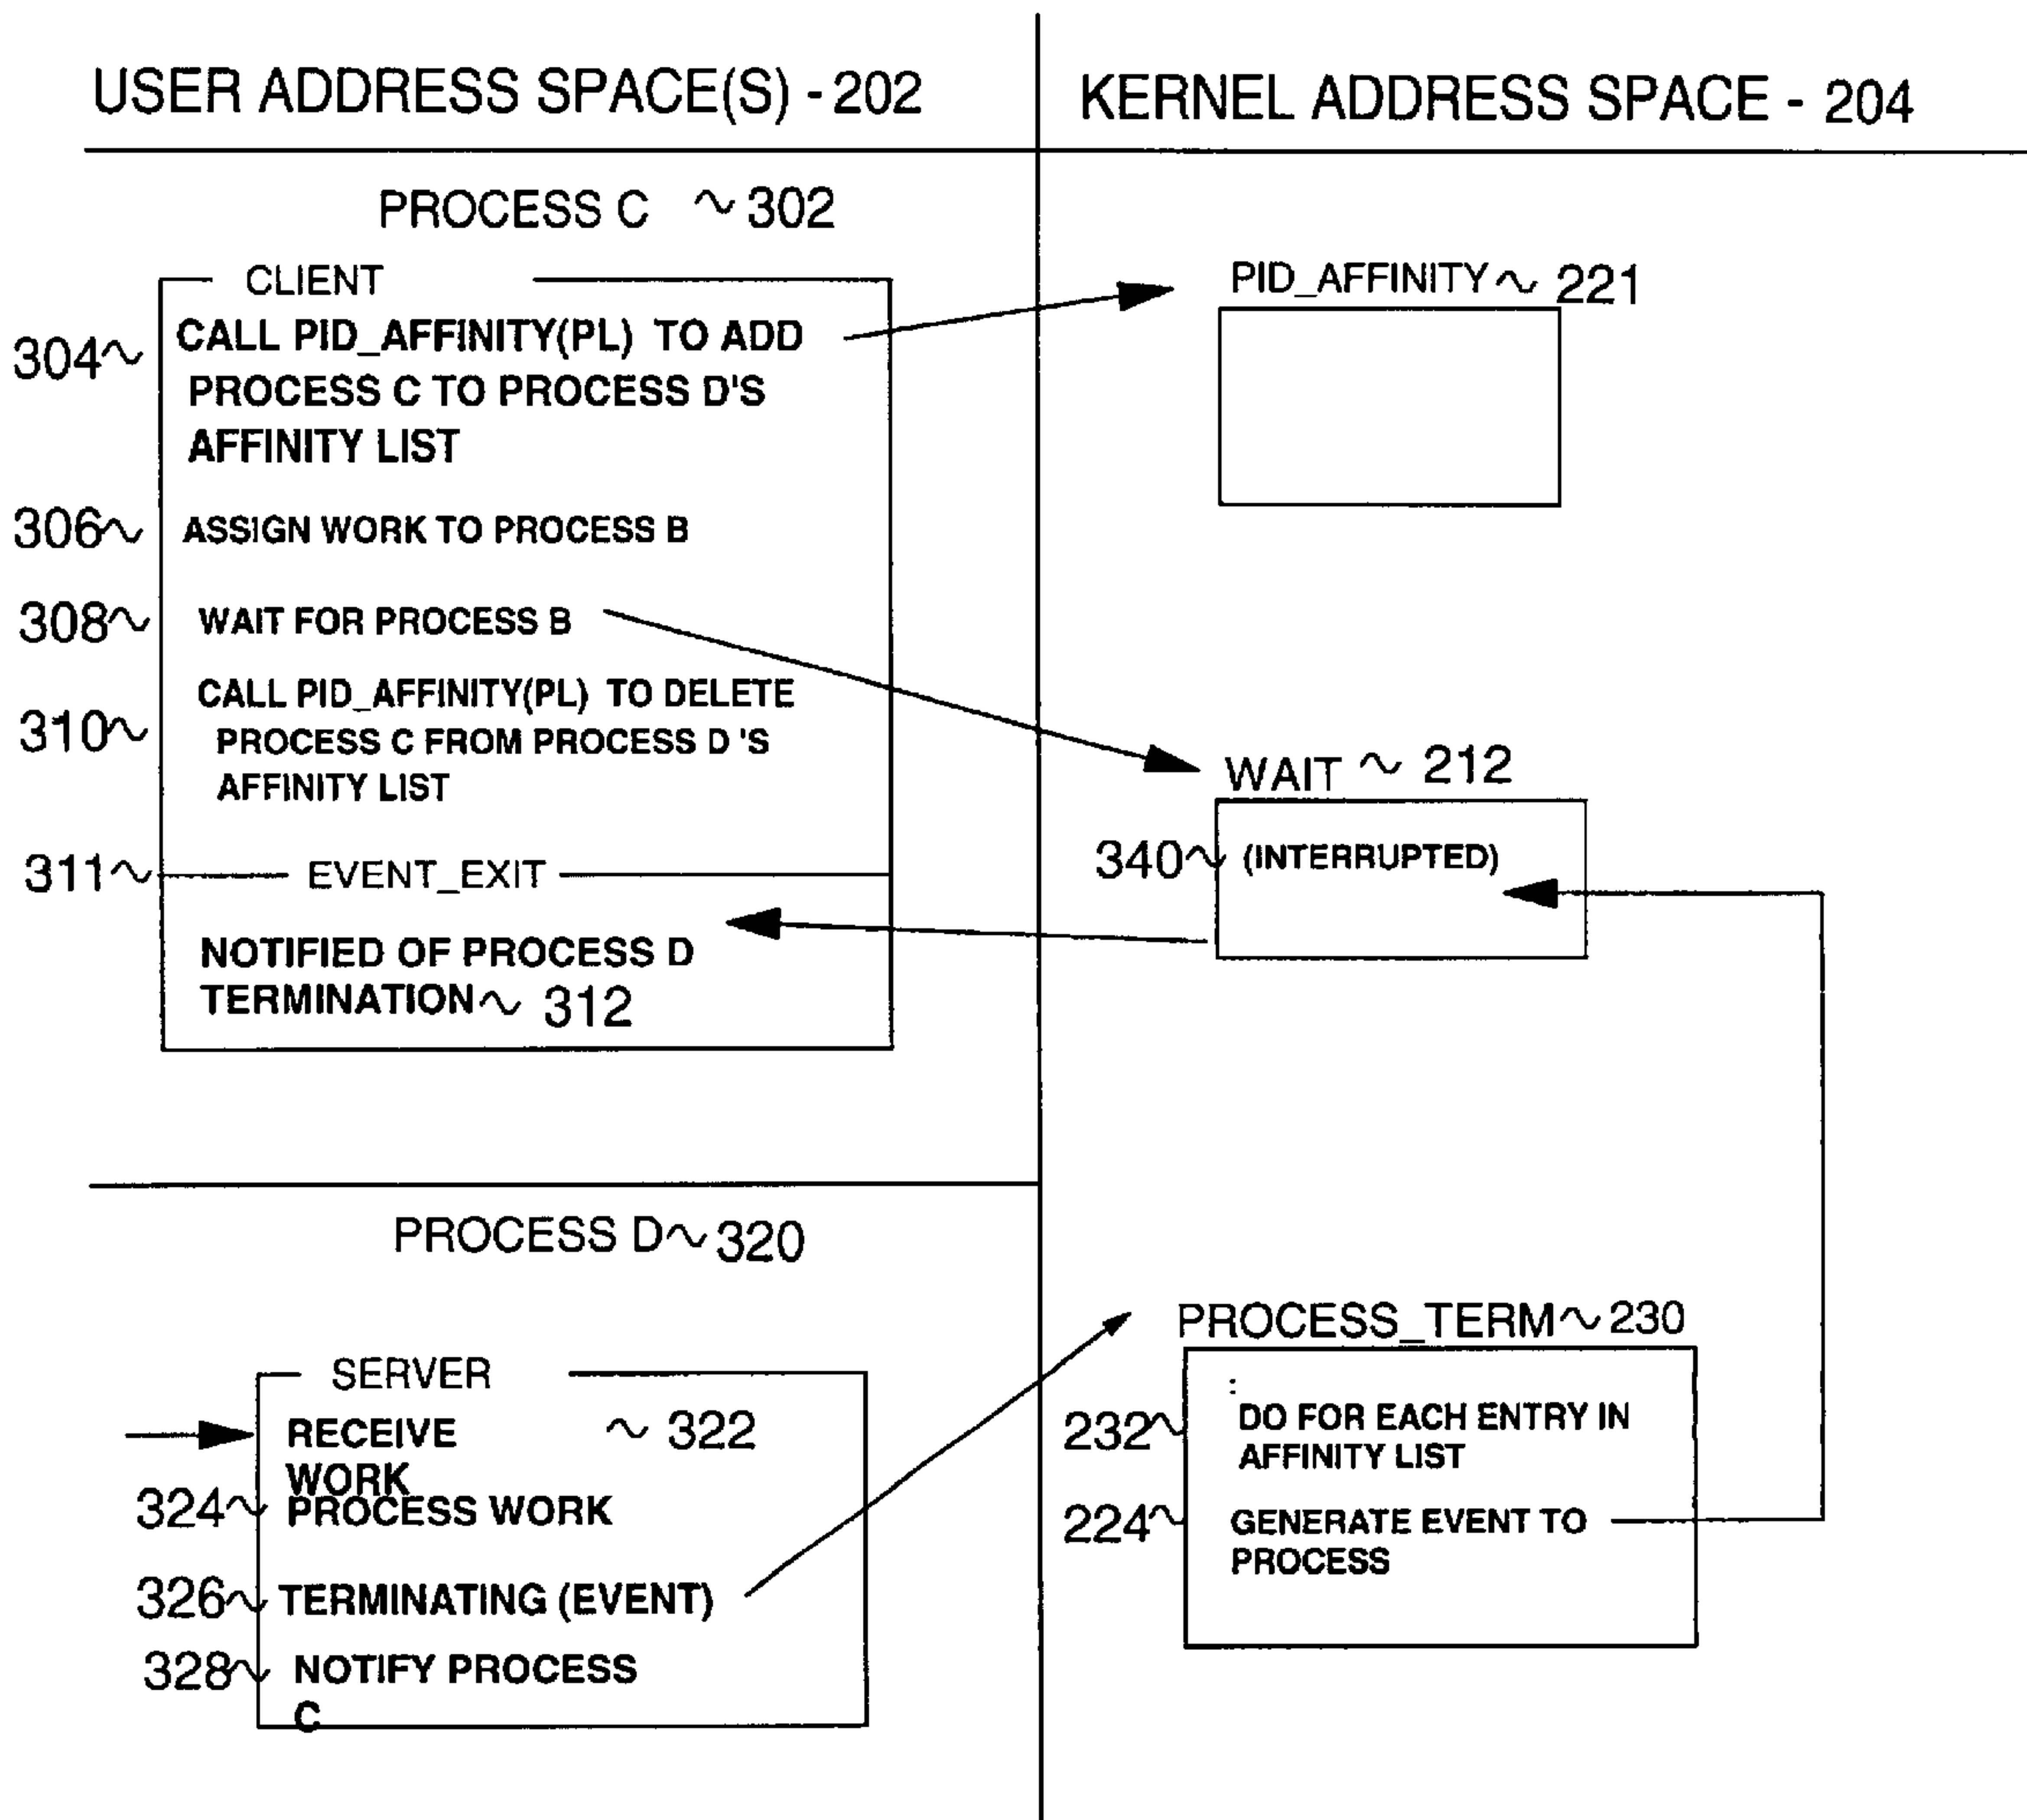 USER ADDRESS SPACE(S) - 202
KERNEL ADDRESS SPACE - 204
PROCESS C ~ 302
CLIENT
304~ CALL PID_AFFINITY(PL) TO ADD
PROCESS C TO PROCESS D'S
AFFINITY LIST
306~ ASSIGN WORK TO PROCESS B
308~ WAIT FOR PROCESS B
310~ CALL PID_AFFINITY(PL) TO DELETE
PROCESS C FROM PROCESS D 'S
AFFINITY LIST
311~ EVENT_EXIT
NOTIFIED OF PROCESS D
TERMINATION~ 312
PID_AFFINITY~ 221
WAIT ~ 212
340~ (INTERRUPTED)
PROCESS D~320
SERVER
RECEIVE ~ 322
WORK
324~ PROCESS WORK
326~ TERMINATING (EVENT)
328~ NOTIFY PROCESS
C
PROCESS_TERM~230
:
232~ DO FOR EACH ENTRY IN
AFFINITY LIST
224~ GENERATE EVENT TO
PROCESS